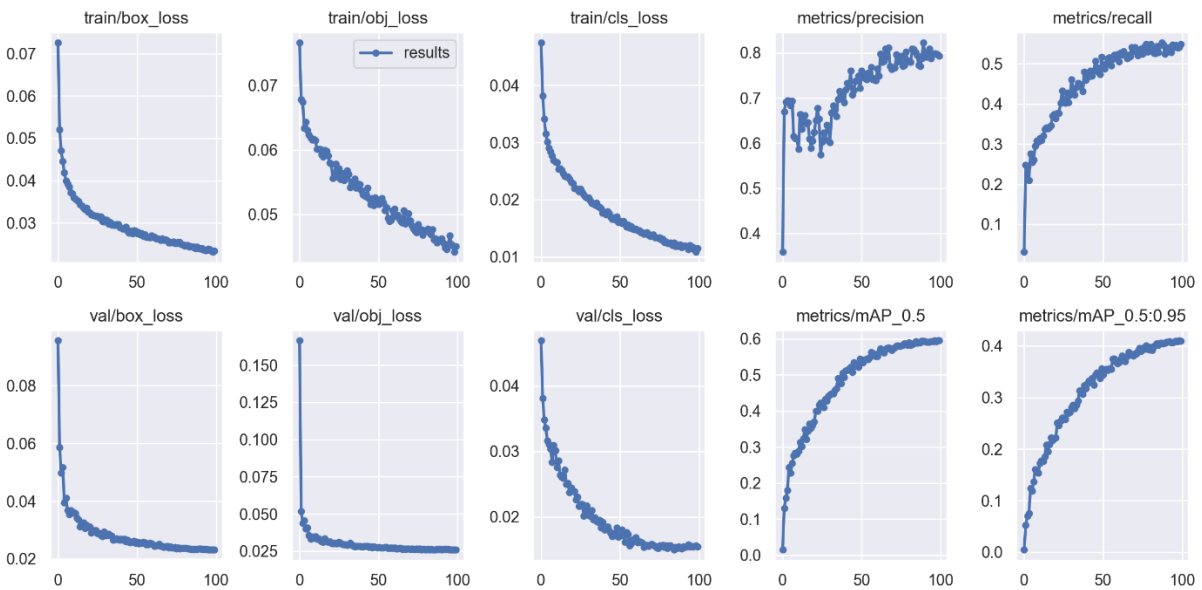 train/box_loss
0.07
0.06
0.05
0.04
0.03
0 50 100
train/obj_loss
results
0.07
0.06
0.05
0 50 100
train/cls_loss
0.04
0.03
0.02
0.01
0 50 100
metrics/precision
0.8
0.7
0.6
0.5
0.4
0 50 100
metrics/recall
0.5
0.4
0.3
0.2
0.1
0 50 100
val/box_loss
0.08
0.06
0.04
0.02
0 50 100
val/obj_loss
0.150
0.125
0.100
0.075
0.050
0.025
0 50 100
val/cls_loss
0.04
0.03
0.02
0 50 100
metrics/mAP_0.5
0.6
0.5
0.4
0.3
0.2
0.1
0.0
0 50 100
metrics/mAP_0.5:0.95
0.4
0.3
0.2
0.1
0.0
0 50 100